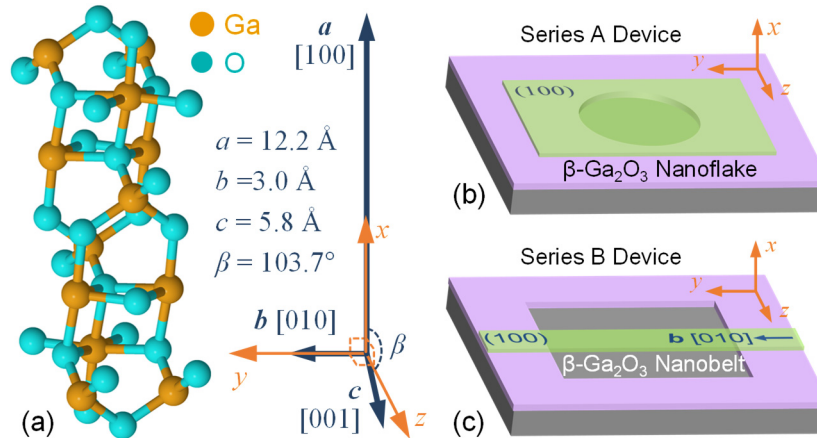 Ga
O
a
[100]
a = 12.2 Å
b =3.0 Å
c = 5.8 Å
β = 103.7°
x
b [010]
β
y
c
[001]
z
(a)
Series A Device
x
y
z
(100)
β-Ga₂O₃ Nanoflake
(b)
Series B Device
x
y
z
(100)
b [010]
β-Ga₂O₃ Nanobelt
(c)